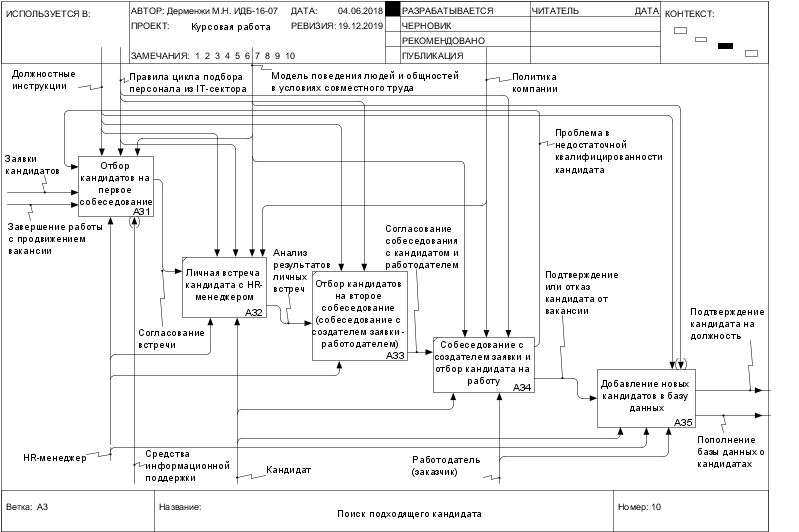 ИСПОЛЬЗУЕТСЯ В:
АВТОР: Дерменжи М.Н. ИДБ-16-07
ДАТА: 04.06.2018
РАЗРАБАТЫВАЕТСЯ
ЧИТАТЕЛЬ
ДАТА
КОНТЕКСТ:
ПРОЕКТ: Курсовая работа
РЕВИЗИЯ: 19.12.2019
ЧЕРНОВИК
РЕКОМЕНДОВАНО
ЗАМЕЧАНИЯ: 1 2 3 4 5 6 7 8 9 10
ПУБЛИКАЦИЯ
Должностные
инструкции
Правила цикла подбора
персонала из IT-сектора
Модель поведения людей и общностей
в условиях совместного труда
Политика
компании
Проблема в
недостаточной
квалифицированности
кандидата
Заявки
кандидатов
Завершение работы
с продвижением
вакансии
Отбор
кандидатов на
первое
собеседование
А31
Согласование
встречи
Личная встреча
кандидата с HR-
менеджером
А32
Анализ
результатов
личных
встреч
Согласование
собеседования
с кандидатом и
работодателем
Отбор кандидатов
на второе
собеседование
(собеседование с
создателем заявки -
работодателем)
А33
Собеседование с
создателем заявки и
отбор кандидата на
работу
А34
Подтверждение
или отказ
кандидата от
вакансии
Добавление новых
кандидатов в базу
данных
А35
Подтверждение
кандидата на
должность
Пополнение
базы данных о
кандидатах
HR-менеджер
Средства
информационной
поддержки
Кандидат
Работодатель
(заказчик)
Ветка: А3
Название:
Поиск подходящего кандидата
Номер: 10